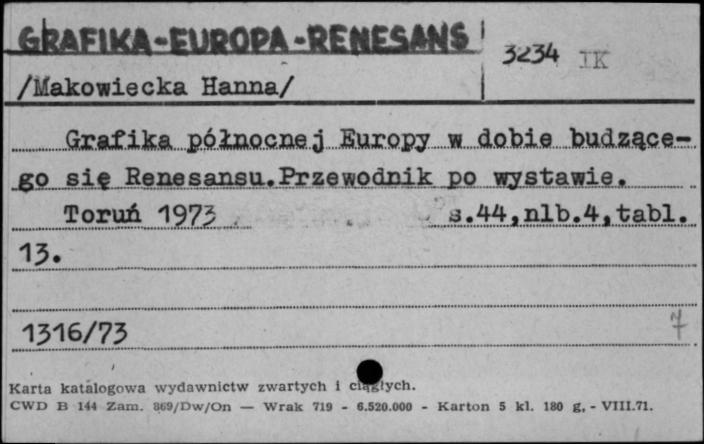 GRAFIKA-EUROPA-RENESANS
3234 IK
/Makowiecka Hanna/
Grafika północnej Europy w dobie budzące-
go się Renesansu.Przewodnik po wystawie.
Toruń 1973 s.44,nlb.4,tabl.
13.
1316/73 7
Karta katalogowa wydawnictw zwartych i ciągłych.
CWD B 144 Zam. 869/Dw/On — Wrak 719 - 6.520.000 - Karton 5 kl. 180 g. - VIII.71.